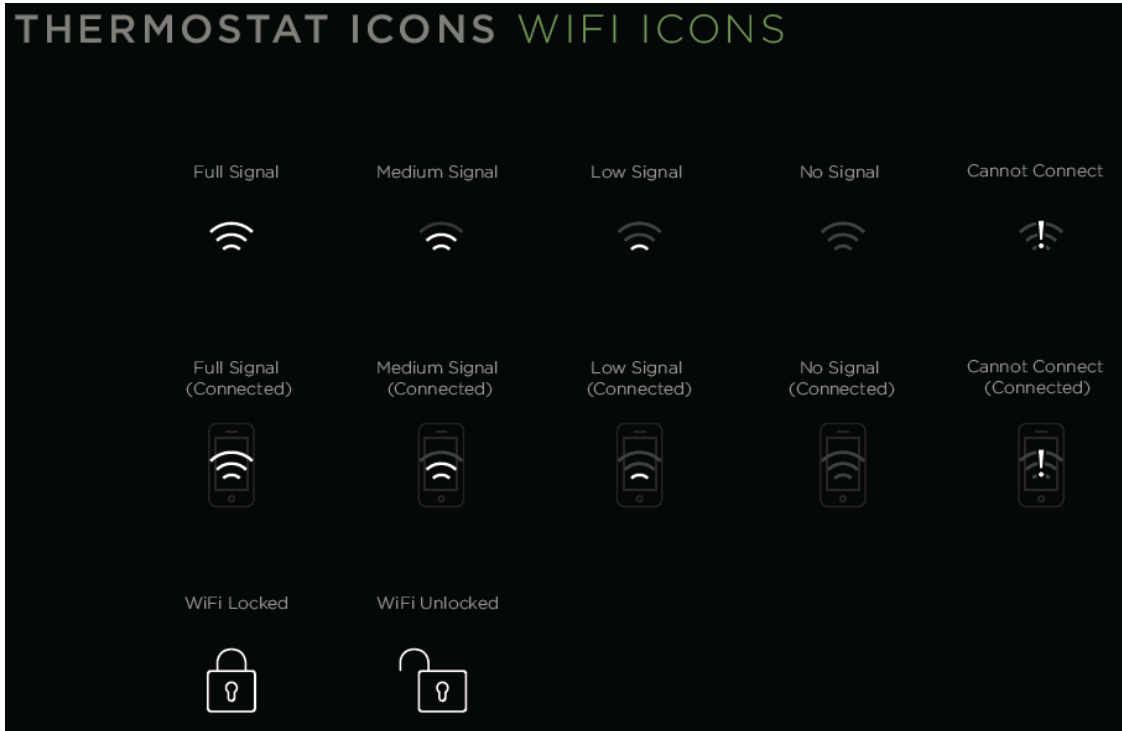 THERMOSTAT ICONS WIFI ICONS
Full Signal
Medium Signal
Low Signal
No Signal
Cannot Connect
Full Signal
(Connected)
Medium Signal
(Connected)
Low Signal
(Connected)
No Signal
(Connected)
Cannot Connect
(Connected)
WiFi Locked
WiFi Unlocked